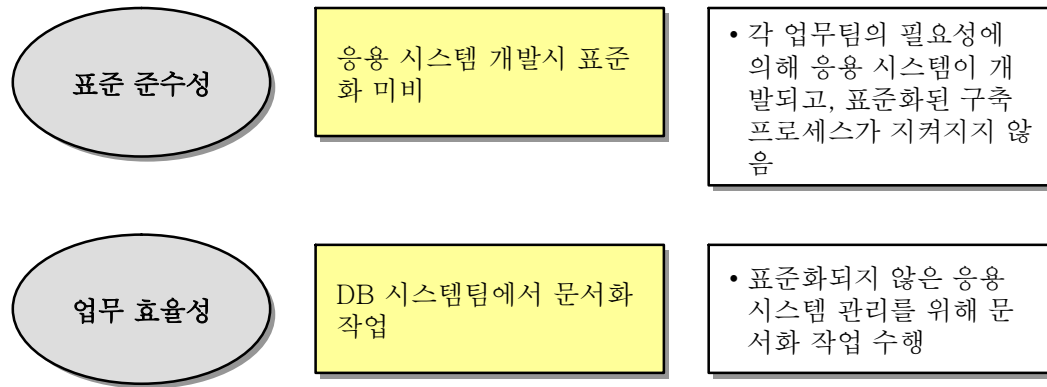 표준 준수성
응용 시스템 개발시 표준
화 미비
• 각 업무팀의 필요성에
의해 응용 시스템이 개
발되고, 표준화된 구축
프로세스가 지켜지지 않
음
업무 효율성
DB 시스템팀에서 문서화
작업
• 표준화되지 않은 응용
시스템 관리를 위해 문
서화 작업 수행